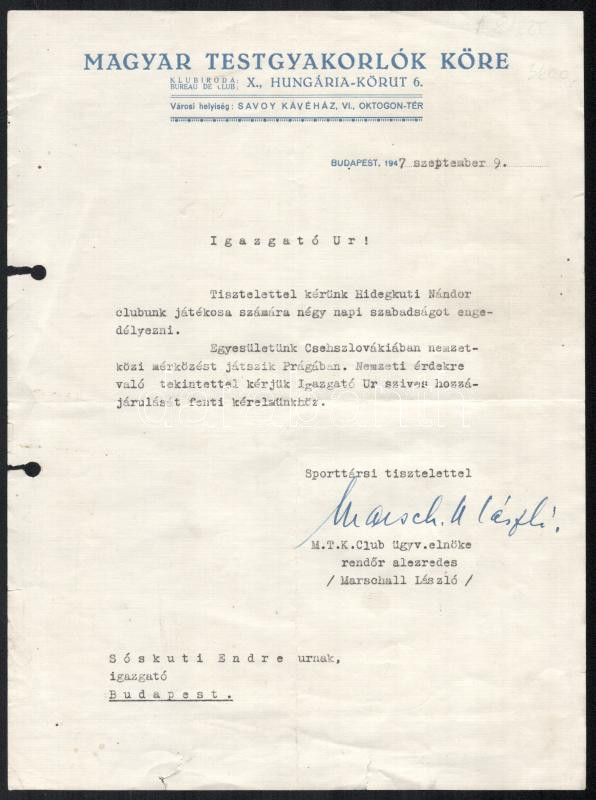 MAGYAR TESTGYAKORLÓK KÖRE
KLUBIRODA:
BUREAU DE CLUB: X., HUNGÁRIA-KÖRUT 6.
Városi helyiség: SAVOY KÁVÉHÁZ, VI., OKTOGON-TÉR
BUDAPEST, 1947 szeptember 9.
Igazgató Ur!
Tisztelettel kérünk Hidegkuti Nándor
clubunk játékosa számára négy napi szabadságot enge-
délyezni.
Egyesületünk Csehszlovákiában nemzet-
közi mérkőzést játszik Prágában. Nemzeti érdekre
való tekintettel kérjük Igazgató Ur szives hozzá-
járulását fenti kérelmünkhöz.
Sporttársi tisztelettel
Marschall László.
M.T.K.Club ügyv.elnöke
rendőr alezredes
/ Marschall László /
Sóskuti Endre urnak,
igazgató
Budapest.